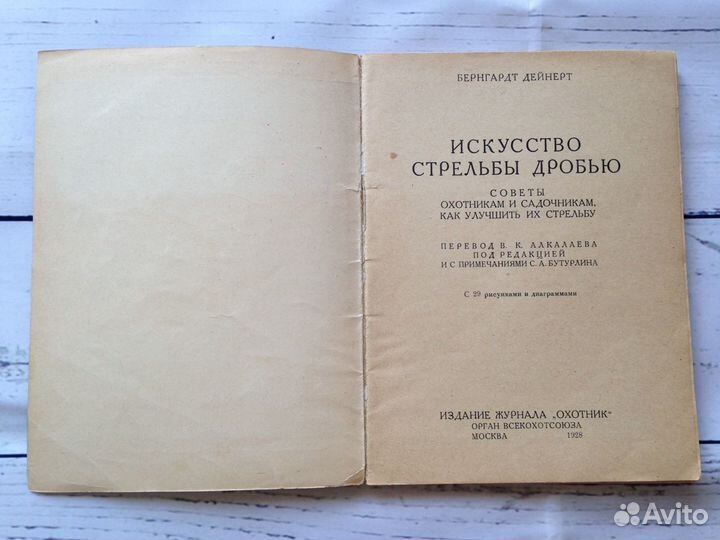 БЕРНГАРДТ ДЕЙНЕРТ
ИСКУССТВО
СТРЕЛЬБЫ ДРОБЬЮ
СОВЕТЫ
ОХОТНИКАМ И САДОЧНИКАМ,
КАК УЛУЧШИТЬ ИХ СТРЕЛЬБУ
ПЕРЕВОД В. К. АЛКАЛАЕВА
ПОД РЕДАКЦИЕЙ
И С ПРИМЕЧАНИЯМИ С. А. БУТУРЛИНА
С 29 рисунками и диаграммами
ИЗДАНИЕ ЖУРНАЛА „ОХОТНИК"
ОРГАН ВСЕКОХОТСОЮЗА
МОСКВА 1928
Avito